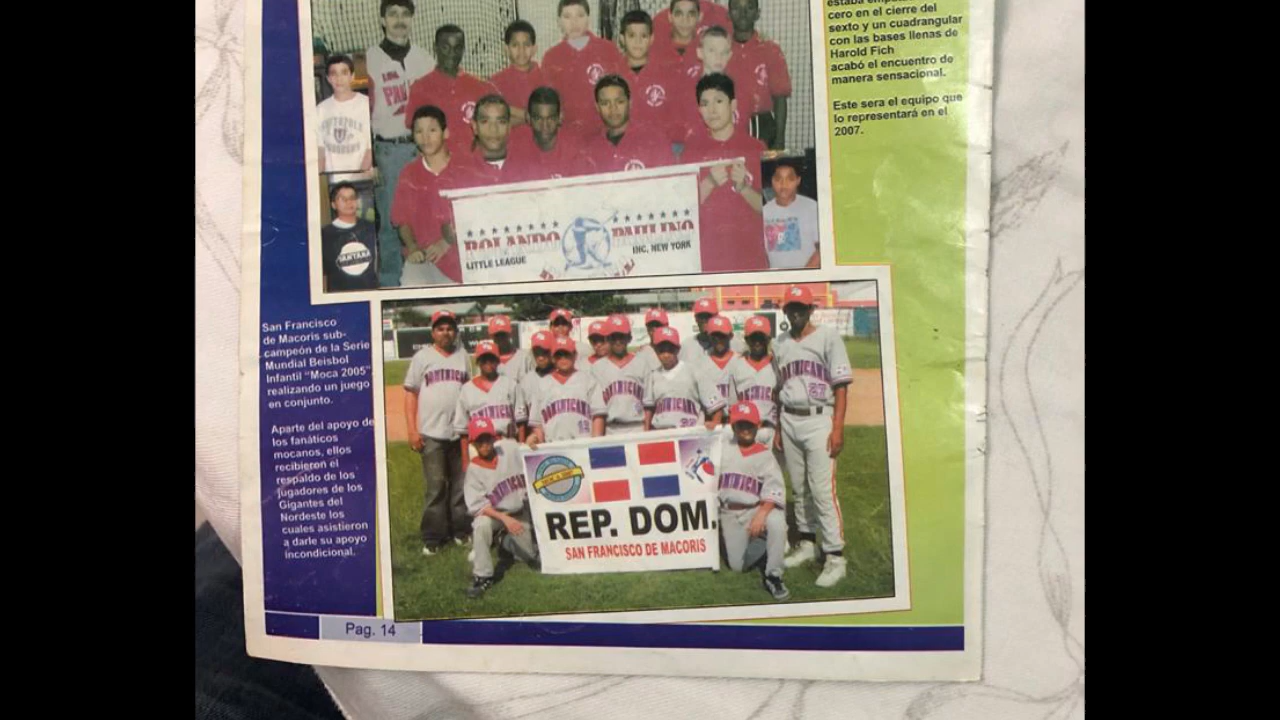 cero en el cierre del
sexto y un cuadrangular
con las bases llenas de
Harold Fich
acabó el encuentro de
manera sensacional.
Este sera el equipo que
lo representará en el
2007.
ROLANDO PAULINO
LITTLE LEAGUE
INC. NEW YORK
San Francisco
de Macoris sub-
campeón de la Serie
Mundial Beisbol
Infantil "Moca 2005"
realizando un juego
en conjunto.
Aparte del apoyo de
los fanáticos
mocanos, ellos
recibieron el
respaldo de los
jugadores de los
Gigantes del
Nordeste los
cuales asistieron
a darle su apoyo
incondicional.
DOMINICANA
27
REP. DOM.
SAN FRANCISCO DE MACORIS
Pag. 14